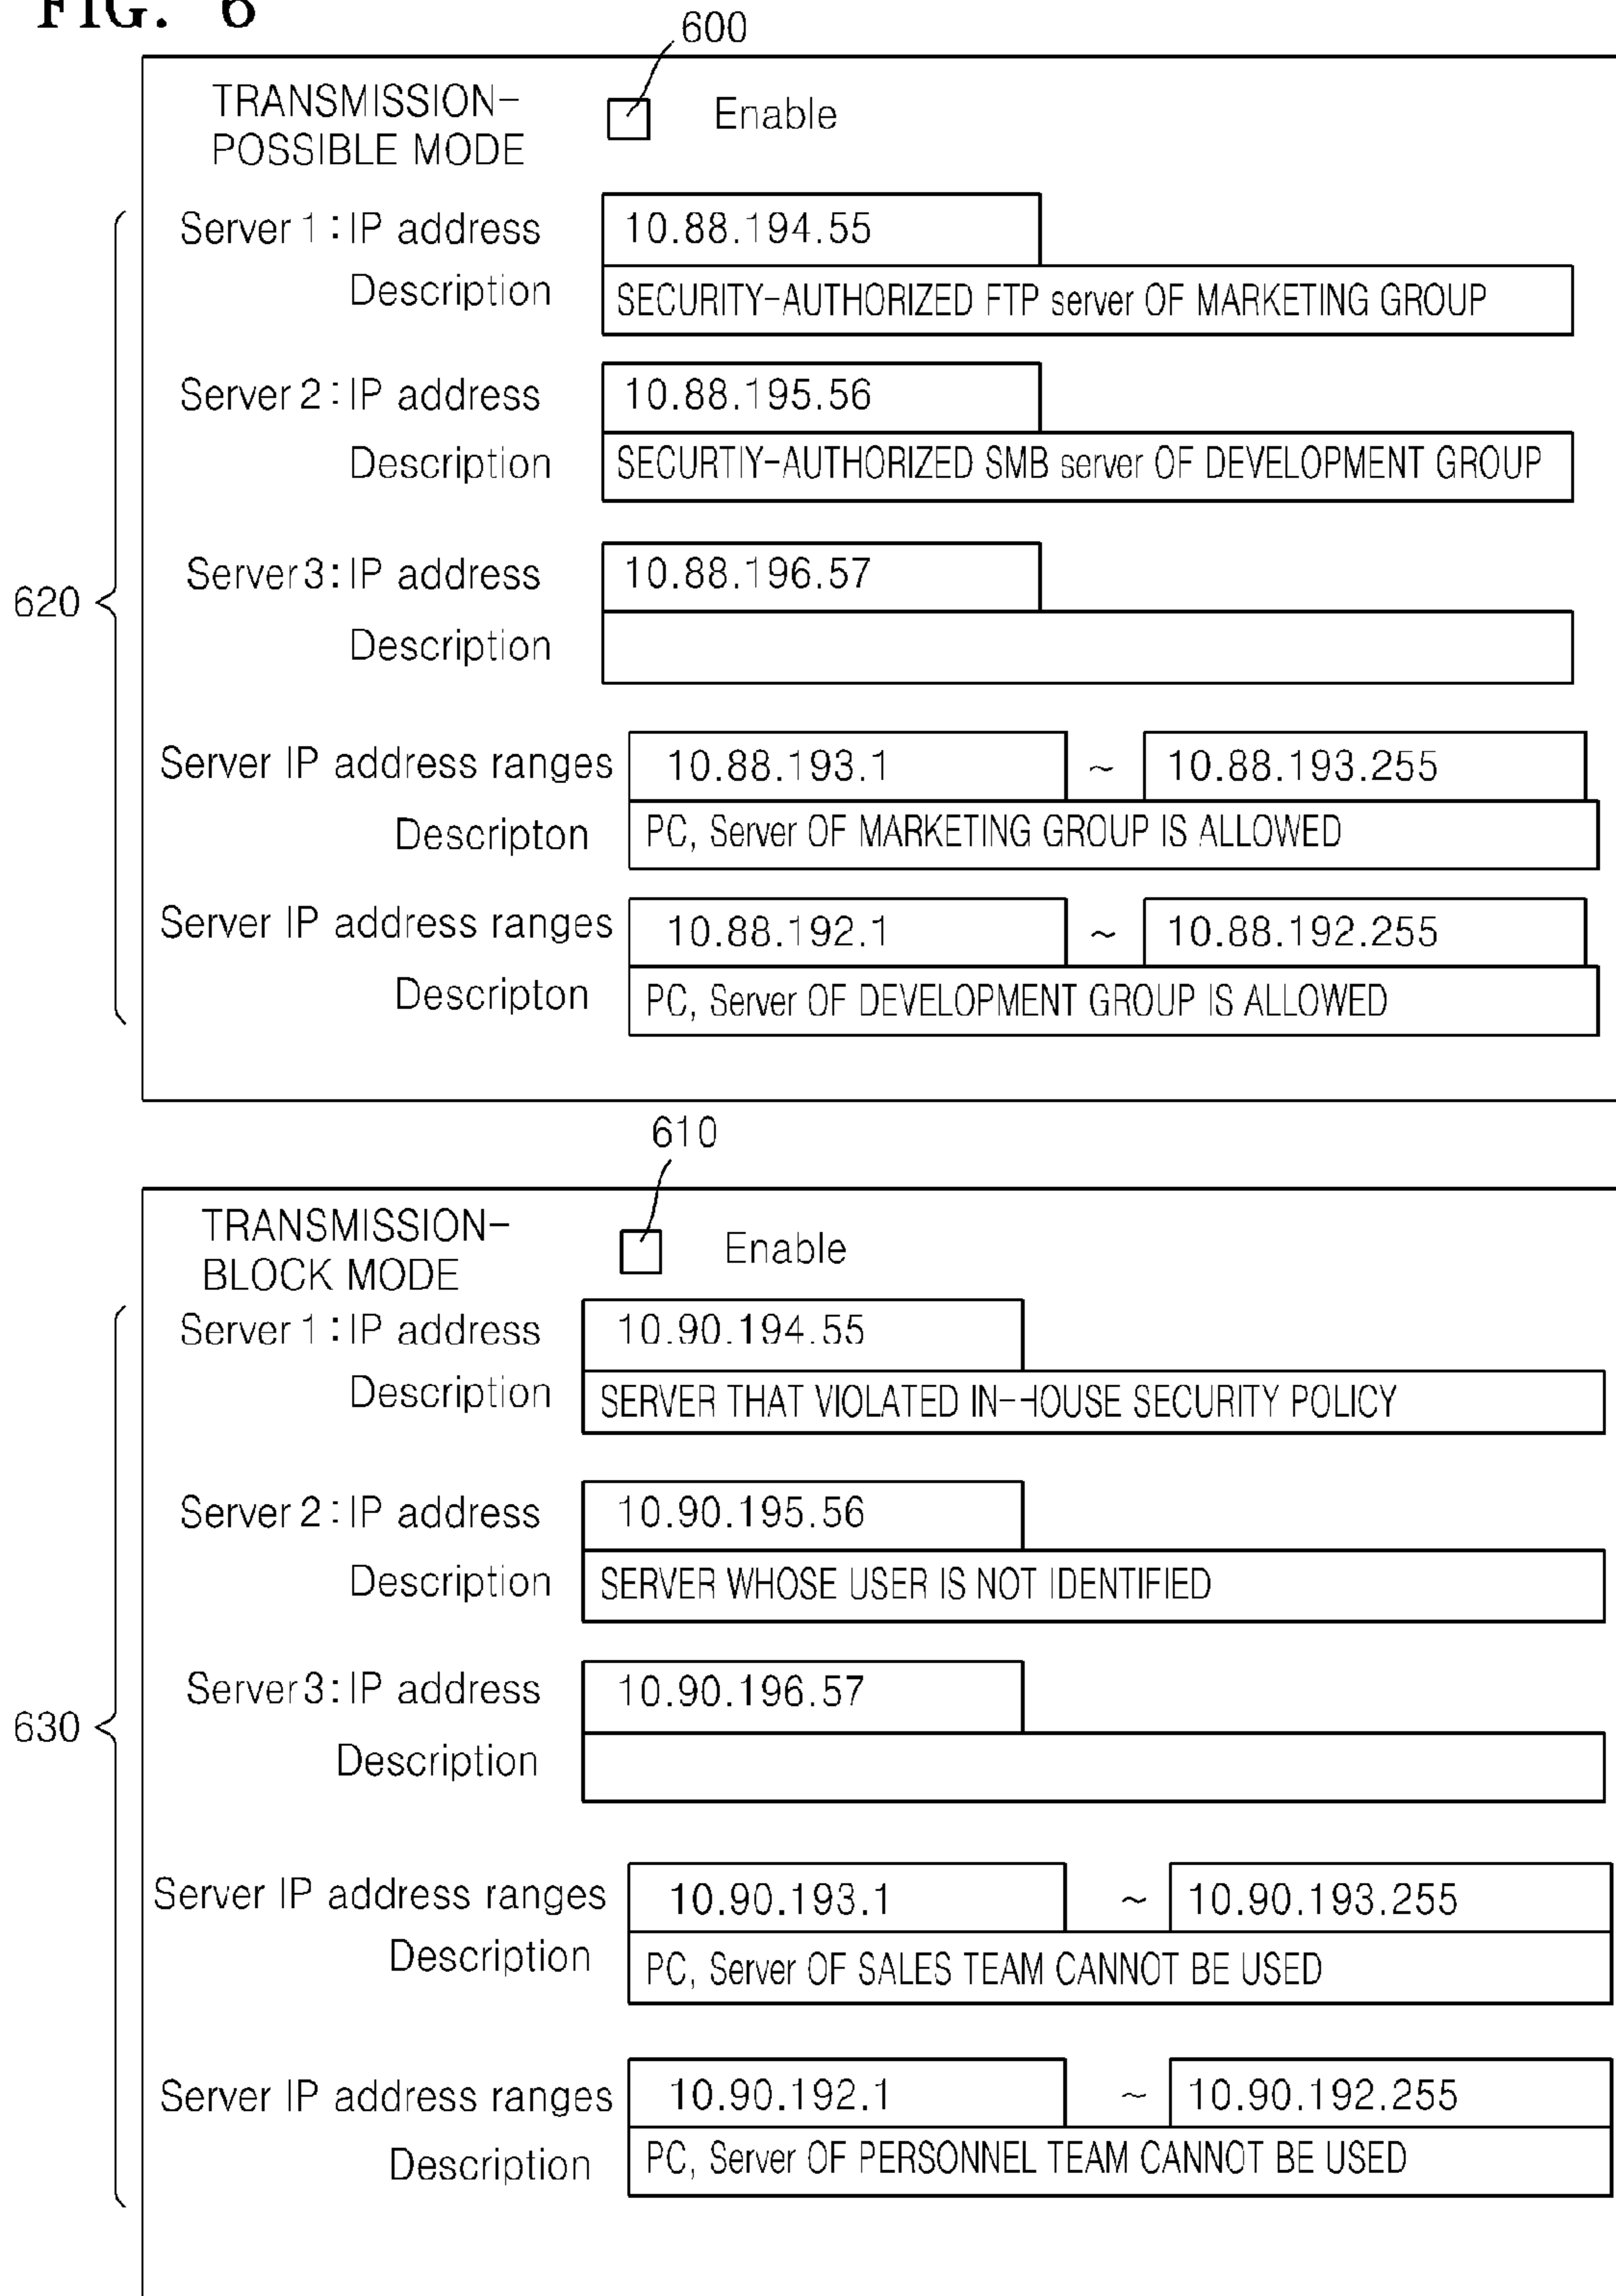 FIG. 6
600
TRANSMISSION-
POSSIBLE MODE
Enable
Server 1 : IP address 10.88.194.55
Description SECURITY-AUTHORIZED FTP server OF MARKETING GROUP
Server 2 : IP address 10.88.195.56
Description SECURTIY-AUTHORIZED SMB server OF DEVELOPMENT GROUP
Server 3 : IP address 10.88.196.57
620
Description
Server IP address ranges 10.88.193.1 ~ 10.88.193.255
Descripton PC, Server OF MARKETING GROUP IS ALLOWED
Server IP address ranges 10.88.192.1 ~ 10.88.192.255
Descripton PC, Server OF DEVELOPMENT GROUP IS ALLOWED
610
TRANSMISSION-
BLOCK MODE
Enable
Server 1 : IP address 10.90.194.55
Description SERVER THAT VIOLATED IN-HOUSE SECURITY POLICY
Server 2 : IP address 10.90.195.56
Description SERVER WHOSE USER IS NOT IDENTIFIED
Server 3 : IP address 10.90.196.57
630
Description
Server IP address ranges 10.90.193.1 ~ 10.90.193.255
Description PC, Server OF SALES TEAM CANNOT BE USED
Server IP address ranges 10.90.192.1 ~ 10.90.192.255
Description PC, Server OF PERSONNEL TEAM CANNOT BE USED